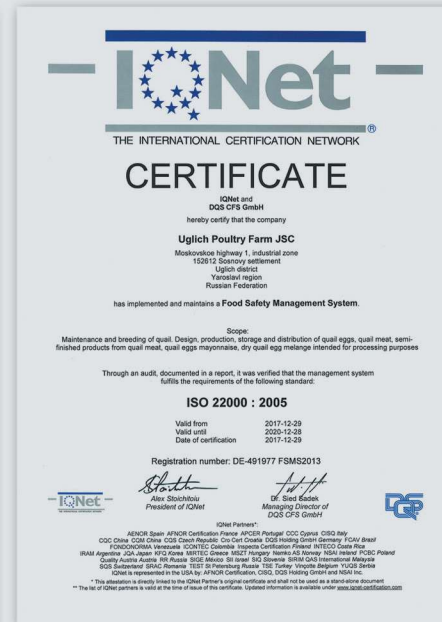 IQNet
®
THE INTERNATIONAL CERTIFICATION NETWORK
CERTIFICATE
IQNet and
DQS CFS GmbH
hereby certify that the company
Uglich Poultry Farm JSC
Moskovskoe highway 1, industrial zone
152612 Sosnovy settlement
Uglich district
Yaroslavl region
Russian Federation
has implemented and maintains a Food Safety Management System.
Scope:
Maintenance and breeding of quail. Design, production, storage and distribution of quail eggs, quail meat, semi-
finished products from quail meat, quail eggs mayonnaise, dry quail egg melange intended for processing purposes
Through an audit, documented in a report, it was verified that the management system
fulfills the requirements of the following standard:
ISO 22000 : 2005
Valid from 2017-12-29
Valid until 2020-12-28
Date of certification 2017-12-29
Registration number: DE-491977 FSMS2013
Alex Stoichitoiu
President of IQNet
Dr. Sied Sadek
Managing Director of
DQS CFS GmbH
IQNet
DQS
IQNet Partners*:
AENOR Spain AFNOR Certification France APCER Portugal CCC Cyprus CISQ Italy
CQC China CQM China CQS Czech Republic Cro Cert Croatia DQS Holding GmbH Germany FCAV Brazil
FONDONORMA Venezuela ICONTEC Colombia Inspecta Certification Finland INTECO Costa Rica
IRAM Argentina JQA Japan KFQ Korea MIRTEC Greece MSZT Hungary Nemko AS Norway NSAI Ireland PCBC Poland
Quality Austria Austria RR Russia SIGE México SII Israel SIQ Slovenia SIRIM QAS International Malaysia
SQS Switzerland SRAC Romania TEST St Petersburg Russia TSE Turkey Vinçotte Belgium YUQS Serbia
IQNet is represented in the USA by: AFNOR Certification, CISQ, DQS Holding GmbH and NSAI Inc.
* This attestation is directly linked to the IQNet Partner's original certificate and shall not be used as a stand-alone document
** The list of IQNet partners is valid at the time of issue of this certificate. Updated information is available under www.iqnet-certification.com